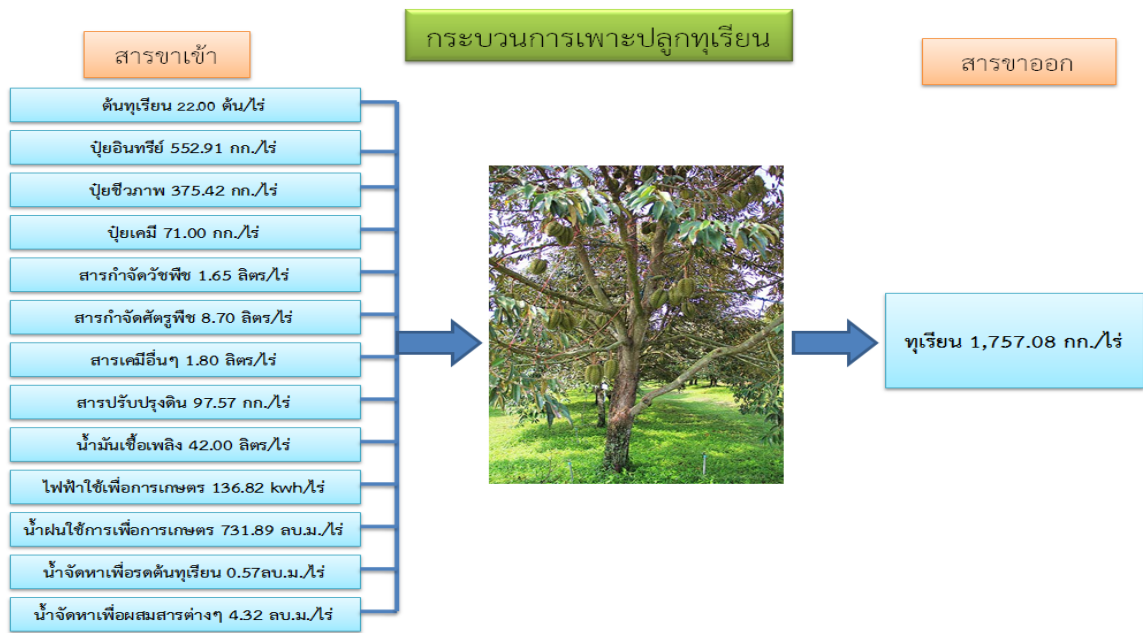 กระบวนการเพาะปลูกทุเรียน
สารขาเข้า
สารขาออก
ต้นทุเรียน 22.00 ต้น/ไร่
ปุ๋ยอินทรีย์ 552.91 กก./ไร่
ปุ๋ยชีวภาพ 375.42 กก./ไร่
ปุ๋ยเคมี 71.00 กก./ไร่
สารกำจัดวัชพืช 1.65 ลิตร/ไร่
สารกำจัดศัตรูพืช 8.70 ลิตร/ไร่
สารเคมีอื่นๆ 1.80 ลิตร/ไร่
สารปรับปรุงดิน 97.57 กก./ไร่
น้ำมันเชื้อเพลิง 42.00 ลิตร/ไร่
ไฟฟ้าใช้เพื่อการเกษตร 136.82 kwh/ไร่
น้ำฝนใช้การเพื่อการเกษตร 731.89 ลบ.ม./ไร่
น้ำจัดหาเพื่อรดต้นทุเรียน 0.57ลบ.ม./ไร่
น้ำจัดหาเพื่อผสมสารต่างๆ 4.32 ลบ.ม./ไร่
ทุเรียน 1,757.08 กก./ไร่